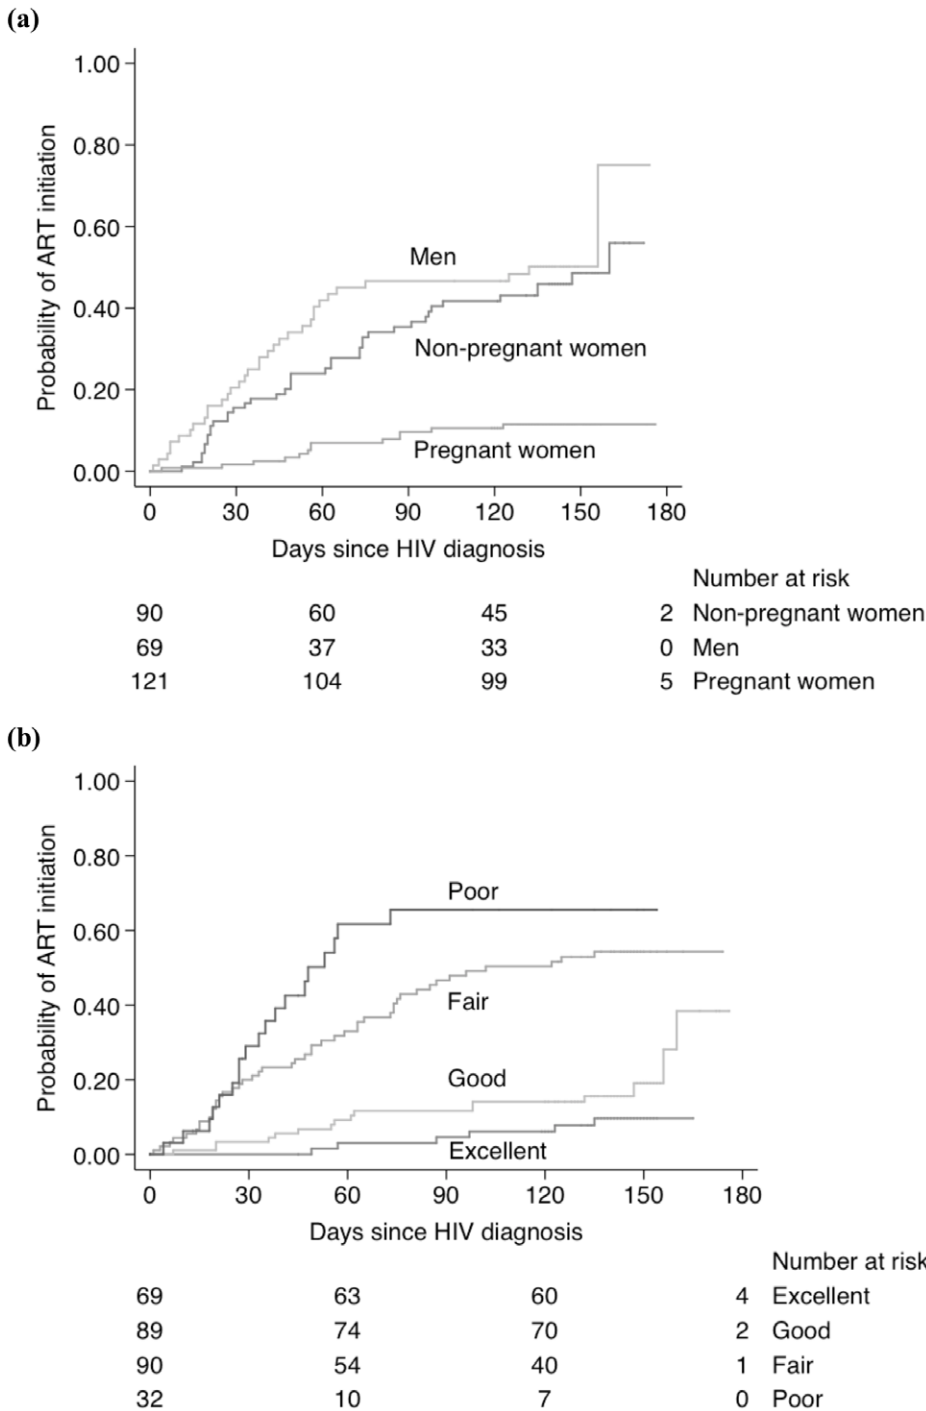 (a)
1.00
0.80
0.60
0.40
0.20
0.00
Probability of ART initiation
Men
Non-pregnant women
Pregnant women
0 30 60 90 120 150 180
Days since HIV diagnosis
Number at risk
90 60 45 2 Non-pregnant women
69 37 33 0 Men
121 104 99 5 Pregnant women
(b)
1.00
0.80
0.60
0.40
0.20
0.00
Probability of ART initiation
Poor
Fair
Good
Excellent
0 30 60 90 120 150 180
Days since HIV diagnosis
Number at risk
69 63 60 4 Excellent
89 74 70 2 Good
90 54 40 1 Fair
32 10 7 0 Poor